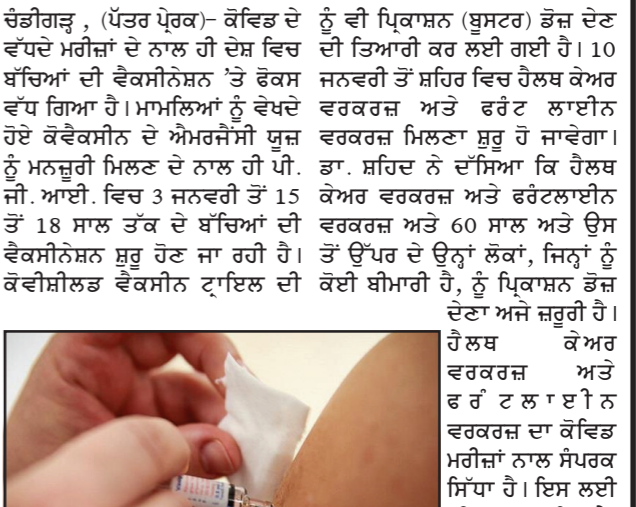 ਚੰਡੀਗੜ੍ਹ , (ਪੱਤਰ ਪ੍ਰੇਰਕ)– ਕੋਵਿਡ ਦੇ
ਵੱਧਦੇ ਮਰੀਜ਼ਾਂ ਦੇ ਨਾਲ ਹੀ ਦੇਸ਼ ਵਿਚ
ਬੱਚਿਆਂ ਦੀ ਵੈਕਸੀਨੇਸ਼ਨ ’ਤੇ ਫੋਕਸ
ਵੱਧ ਗਿਆ ਹੈ। ਮਾਮਲਿਆਂ ਨੂੰ ਵੇਖਦੇ
ਹੋਏ ਕੋਵੈਕਸੀਨ ਦੇ ਐਮਰਜੈਂਸੀ ਯੂਜ਼
ਨੂੰ ਮਨਜ਼ੂਰੀ ਮਿਲਣ ਦੇ ਨਾਲ ਹੀ ਪੀ.
ਜੀ. ਆਈ. ਵਿਚ 3 ਜਨਵਰੀ ਤੋਂ 15
ਤੋਂ 18 ਸਾਲ ਤੱਕ ਦੇ ਬੱਚਿਆਂ ਦੀ
ਵੈਕਸੀਨੇਸ਼ਨ ਸ਼ੁਰੂ ਹੋਣ ਜਾ ਰਹੀ ਹੈ।
ਕੋਵੀਸ਼ੀਲਡ ਵੈਕਸੀਨ ਟ੍ਰਾਇਲ ਦੀ
ਨੂੰ ਵੀ ਪ੍ਰਿਕਾਸ਼ਨ (ਬੂਸਟਰ) ਡੋਜ਼ ਦੇਣ
ਦੀ ਤਿਆਰੀ ਕਰ ਲਈ ਗਈ ਹੈ। 10
ਜਨਵਰੀ ਤੋਂ ਸ਼ਹਿਰ ਵਿਚ ਹੈਲਥ ਕੇਅਰ
ਵਰਕਰਜ਼ ਅਤੇ ਫਰੰਟ ਲਾਈਨ
ਵਰਕਰਜ਼ ਮਿਲਣਾ ਸ਼ੁਰੂ ਹੋ ਜਾਵੇਗਾ।
ਡਾ. ਸ਼ਹਿਦ ਨੇ ਦੱਸਿਆ ਕਿ ਹੈਲਥ
ਕੇਅਰ ਵਰਕਰਜ਼ ਅਤੇ ਫਰੰਟਲਾਈਨ
ਵਰਕਰਜ਼ ਅਤੇ 60 ਸਾਲ ਅਤੇ ਉਸ
ਤੋਂ ਉੱਪਰ ਦੇ ਉਨ੍ਹਾਂ ਲੋਕਾਂ, ਜਿਨ੍ਹਾਂ ਨੂੰ
ਕੋਈ ਬੀਮਾਰੀ ਹੈ, ਨੂੰ ਪ੍ਰਿਕਾਸ਼ਨ ਡੋਜ਼
ਦੇਣਾ ਅਜੇ ਜ਼ਰੂਰੀ ਹੈ।
ਹੈਲਥ ਕੇਅਰ
ਵਰਕਰਜ਼ ਅਤੇ
ਫਰੰਟਲਾਈਨ
ਵਰਕਰਜ਼ ਦਾ ਕੋਵਿਡ
ਮਰੀਜ਼ਾਂ ਨਾਲ ਸੰਪਰਕ
ਸਿੱਧਾ ਹੈ। ਇਸ ਲਈ